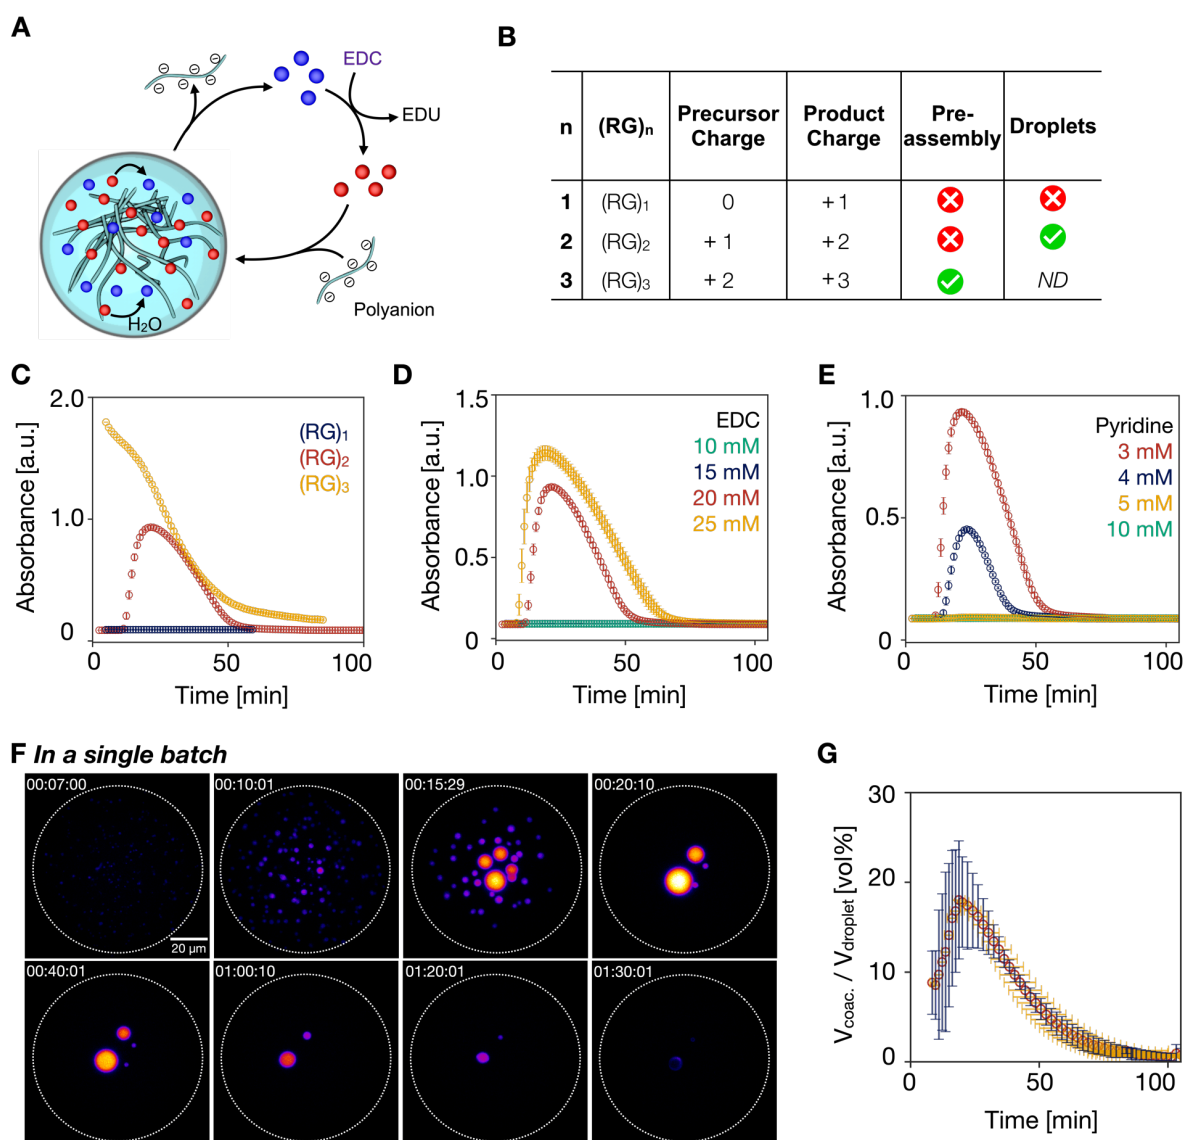 A
EDC
EDU
H₂O
Polyanion
B
n (RG)n Precursor Charge Product Charge Pre-assembly Droplets
1 (RG)₁ 0 +1
2 (RG)₂ +1 +2
3 (RG)₃ +2 +3 ND
C
2.0
1.0
0
Absorbance [a.u.]
(RG)₁
(RG)₂
(RG)₃
0 50 100
Time [min]
D
1.5
1.0
0.5
0
Absorbance [a.u.]
EDC
10 mM
15 mM
20 mM
25 mM
0 50 100
Time [min]
E
1.0
0.5
0
Absorbance [a.u.]
Pyridine
3 mM
4 mM
5 mM
10 mM
0 50 100
Time [min]
F In a single batch
00:07:00 00:10:01 00:15:29 00:20:10
20 μm
00:40:01 01:00:10 01:20:01 01:30:01
G
30
20
10
0
Vcoac. / Vdroplet [vol%]
0 50 100
Time [min]